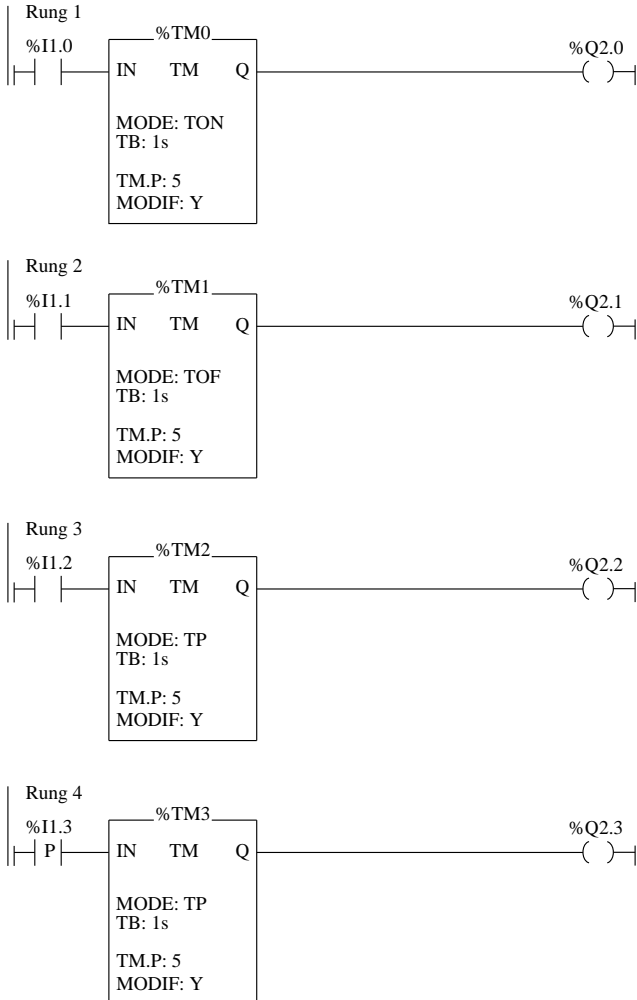 Rung 1
%I1.0
%TM0
%Q2.0
IN TM Q
MODE: TON
TB: 1s
TM.P: 5
MODIF: Y
Rung 2
%I1.1
%TM1
%Q2.1
IN TM Q
MODE: TOF
TB: 1s
TM.P: 5
MODIF: Y
Rung 3
%I1.2
%TM2
%Q2.2
IN TM Q
MODE: TP
TB: 1s
TM.P: 5
MODIF: Y
Rung 4
%I1.3
%TM3
%Q2.3
P IN TM Q
MODE: TP
TB: 1s
TM.P: 5
MODIF: Y